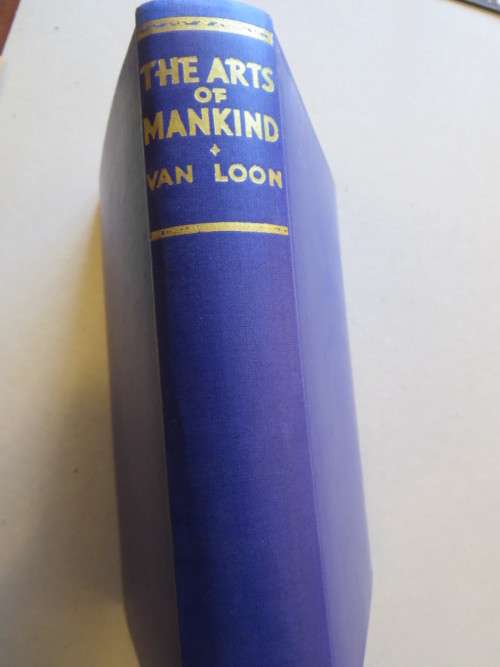 THE ARTS
OF
MANKIND
VAN LOON